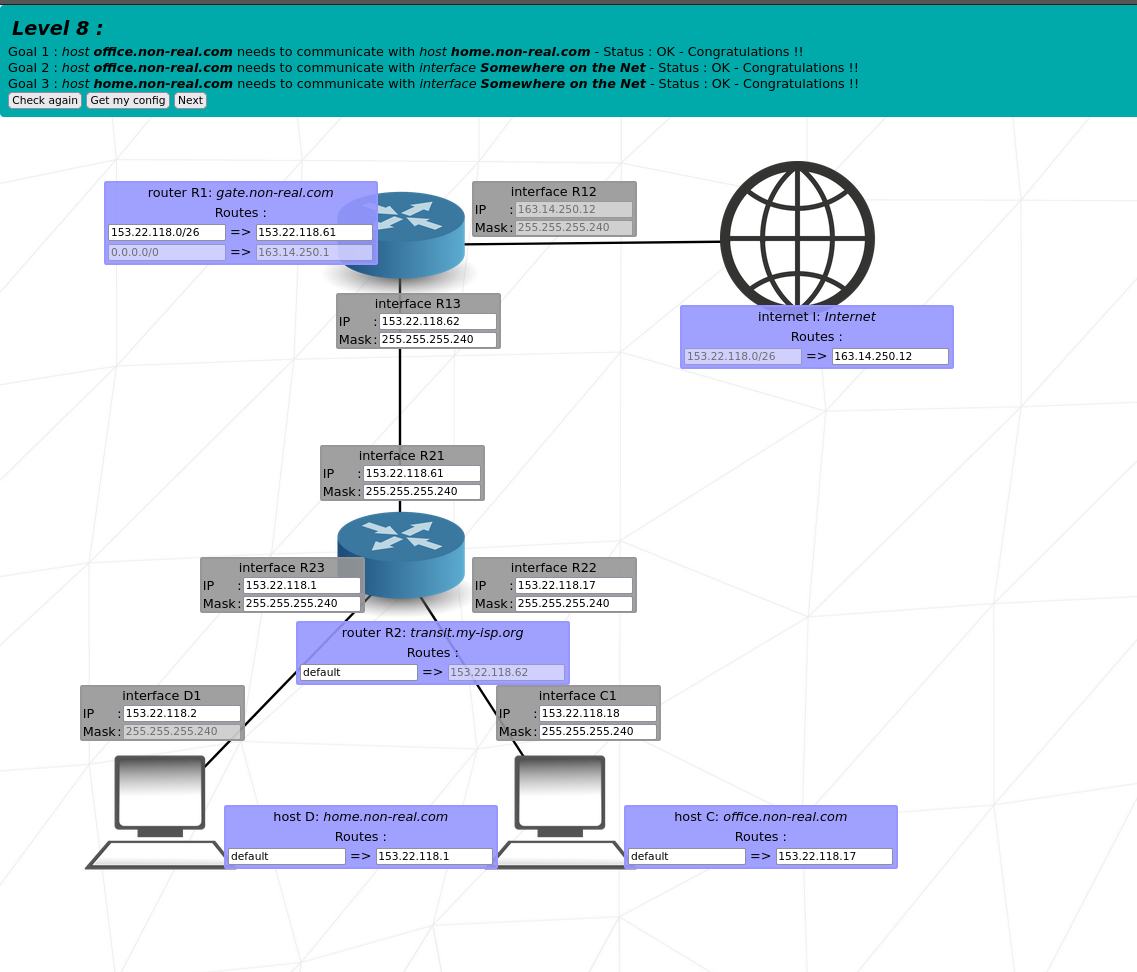 Level 8 :
Goal 1 : host office.non-real.com needs to communicate with host home.non-real.com - Status : OK - Congratulations !!
Goal 2 : host office.non-real.com needs to communicate with interface Somewhere on the Net - Status : OK - Congratulations !!
Goal 3 : host home.non-real.com needs to communicate with interface Somewhere on the Net - Status : OK - Congratulations !!
Check again Get my config Next
router R1: gate.non-real.com
Routes :
153.22.118.0/26 => 153.22.118.61
0.0.0.0/0 => 163.14.250.1
interface R12
IP : 163.14.250.12
Mask : 255.255.255.240
interface R13
IP : 153.22.118.62
Mask : 255.255.255.240
internet I: Internet
Routes :
153.22.118.0/26 => 163.14.250.12
interface R21
IP : 153.22.118.61
Mask : 255.255.255.240
interface R23
IP : 153.22.118.1
Mask : 255.255.255.240
interface R22
IP : 153.22.118.17
Mask : 255.255.255.240
router R2: transit.my-isp.org
Routes :
default => 153.22.118.62
interface D1
IP : 153.22.118.2
Mask : 255.255.255.240
interface C1
IP : 153.22.118.18
Mask : 255.255.255.240
host D: home.non-real.com
Routes :
default => 153.22.118.1
host C: office.non-real.com
Routes :
default => 153.22.118.17